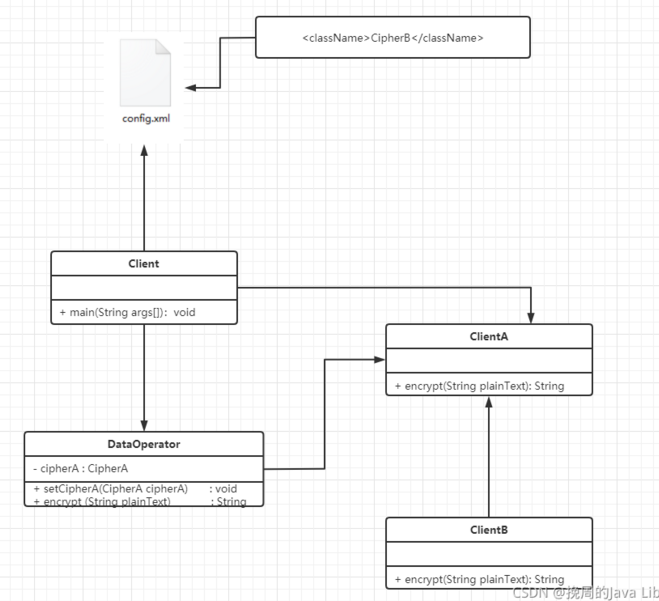 <className>CipherB</className>
config.xml
Client
+ main(String args[]): void
ClientA
+ encrypt(String plainText): String
DataOperator
- cipherA : CipherA
+ setCipherA(CipherA cipherA) : void
+ encrypt (String plainText) : String
ClientB
+ encrypt(String plainText): String
CSDN @挽周的Java Lib